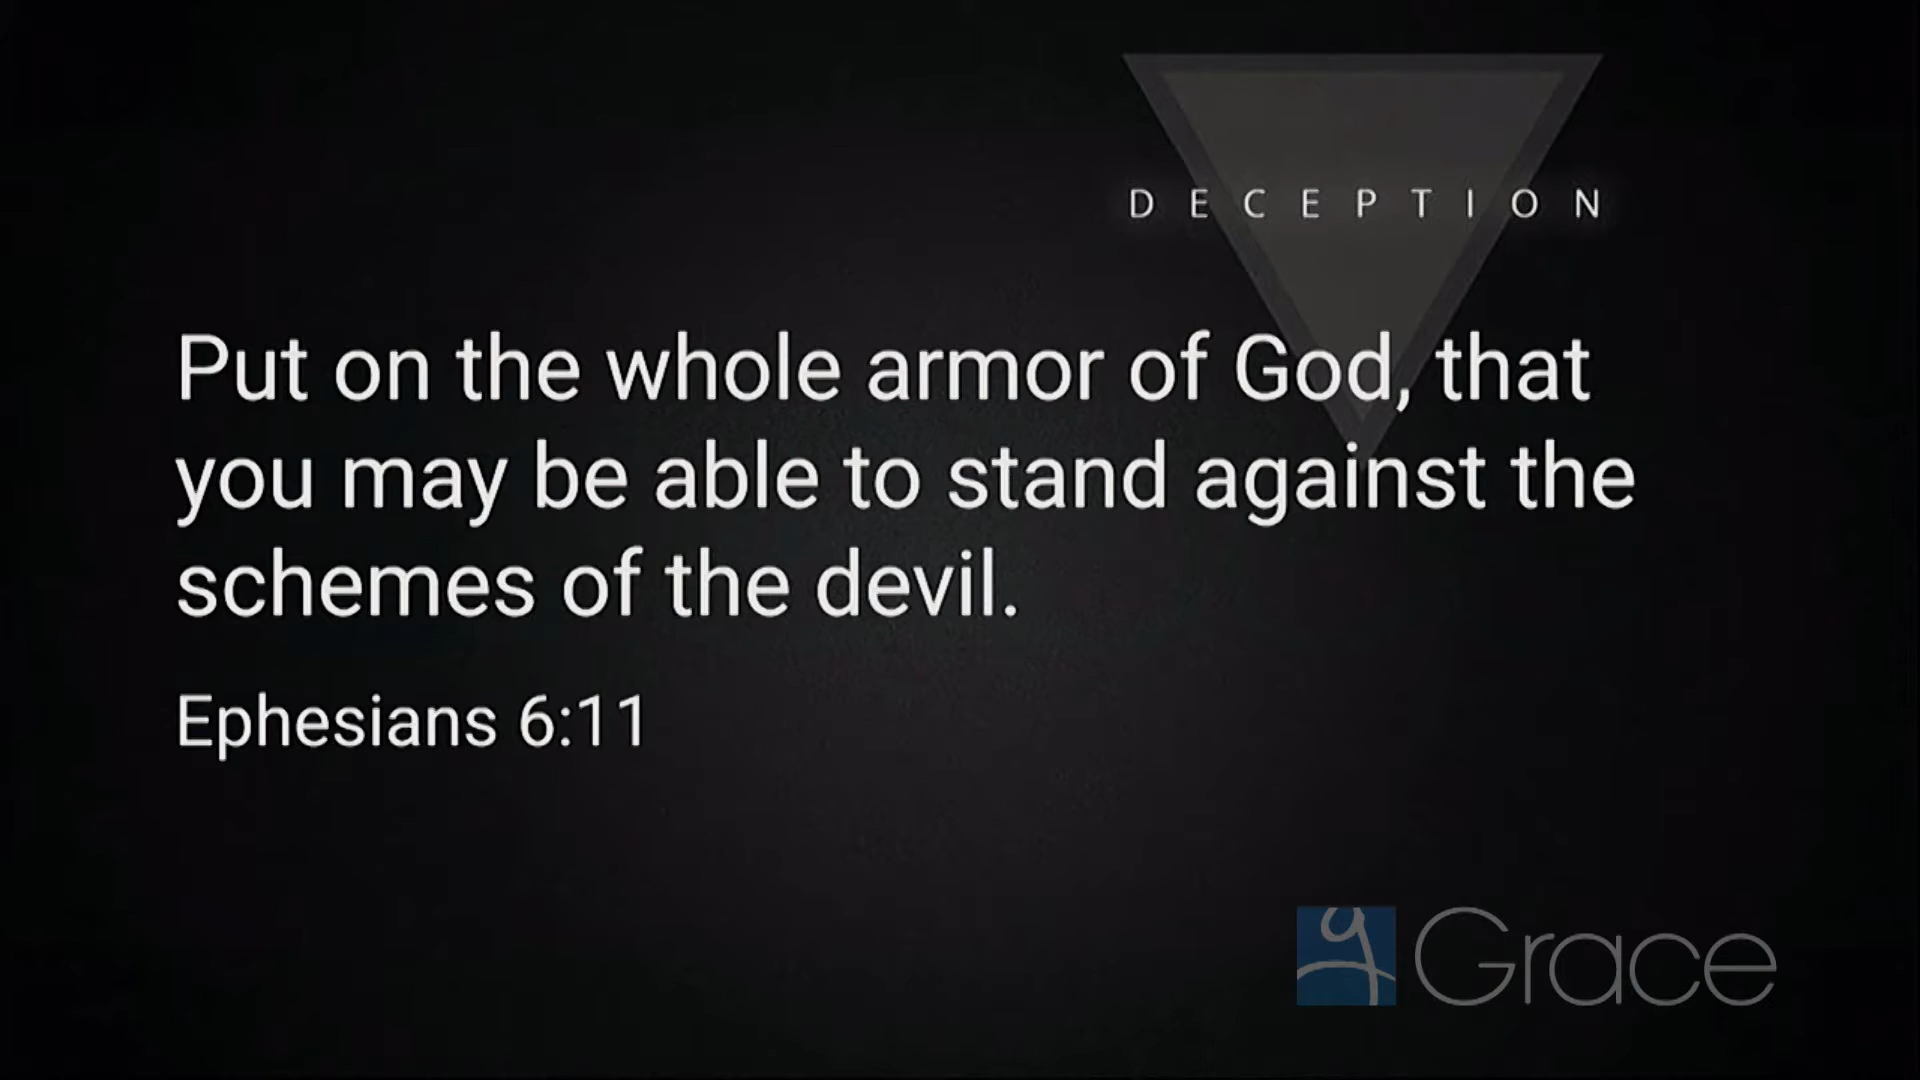 DECEPTION
Put on the whole armor of God, that
you may be able to stand against the
schemes of the devil.
Ephesians 6:11
Grace